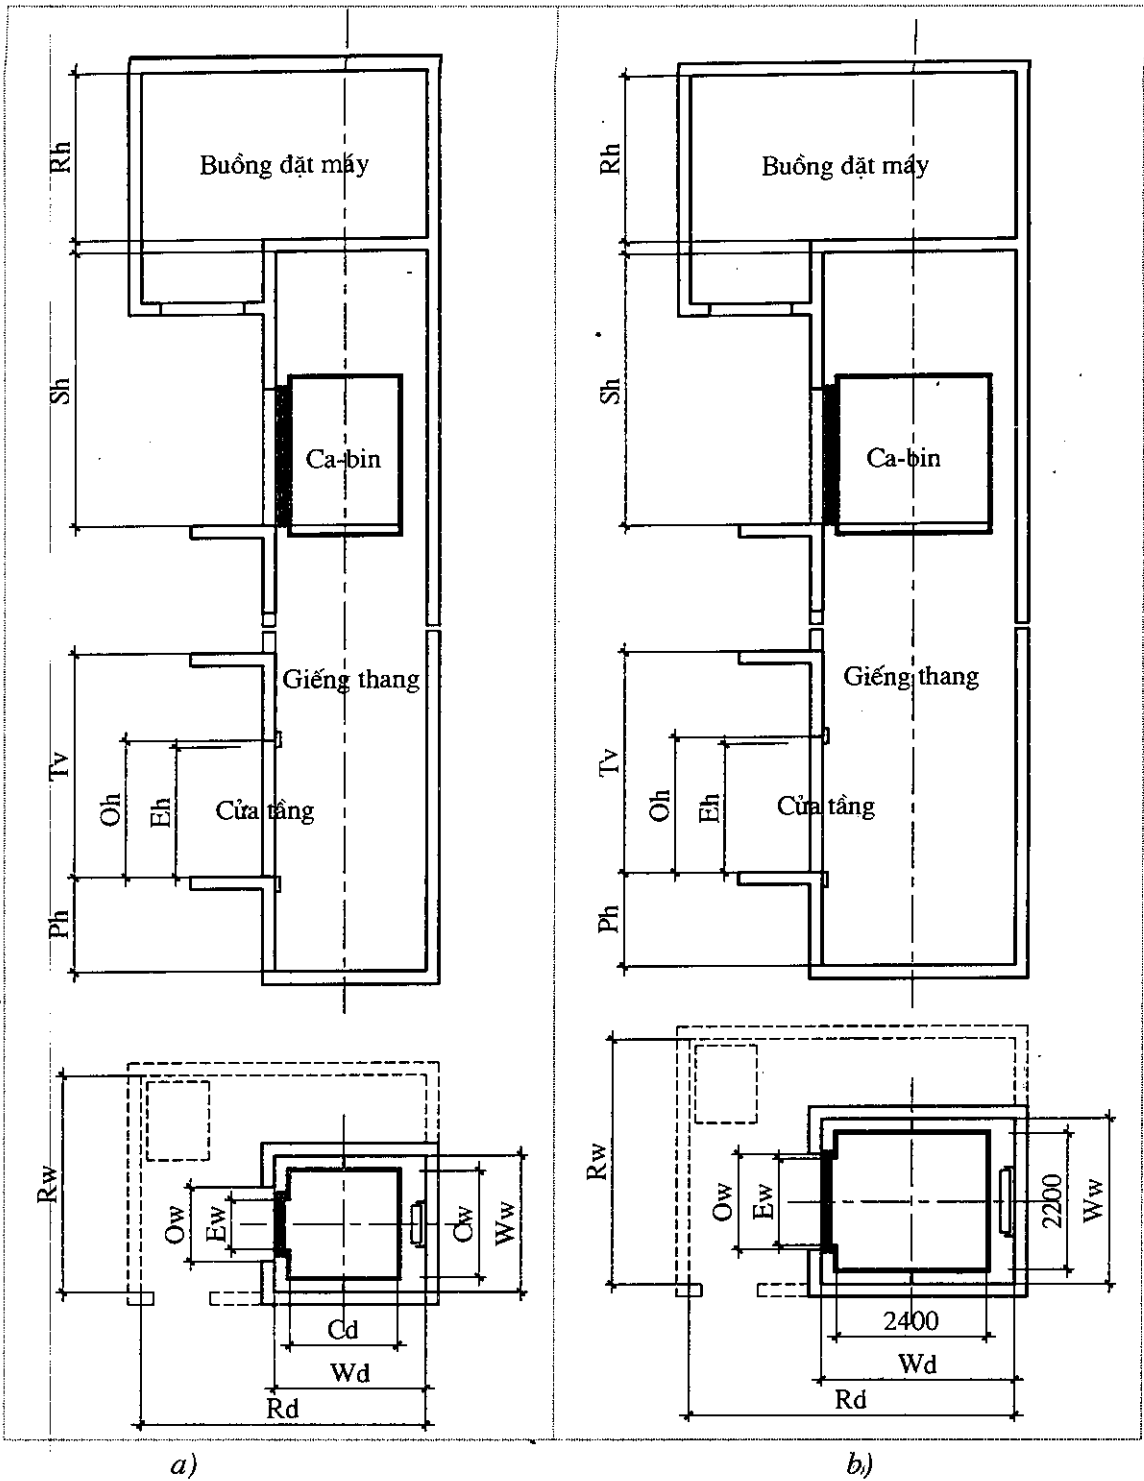 Buồng đặt máy
Rh
Sh
Ca-bin
Giếng thang
Tv
Oh
Eh
Cửa tầng
Ph
Rw
Ow
Ew
Cw
Ww
Cd
Wd
Rd
a)
Buồng đặt máy
Rh
Sh
Ca-bin
Giếng thang
Tv
Oh
Eh
Cửa tầng
Ph
Rw
Ow
Ew
2200
Ww
2400
Wd
Rd
b)